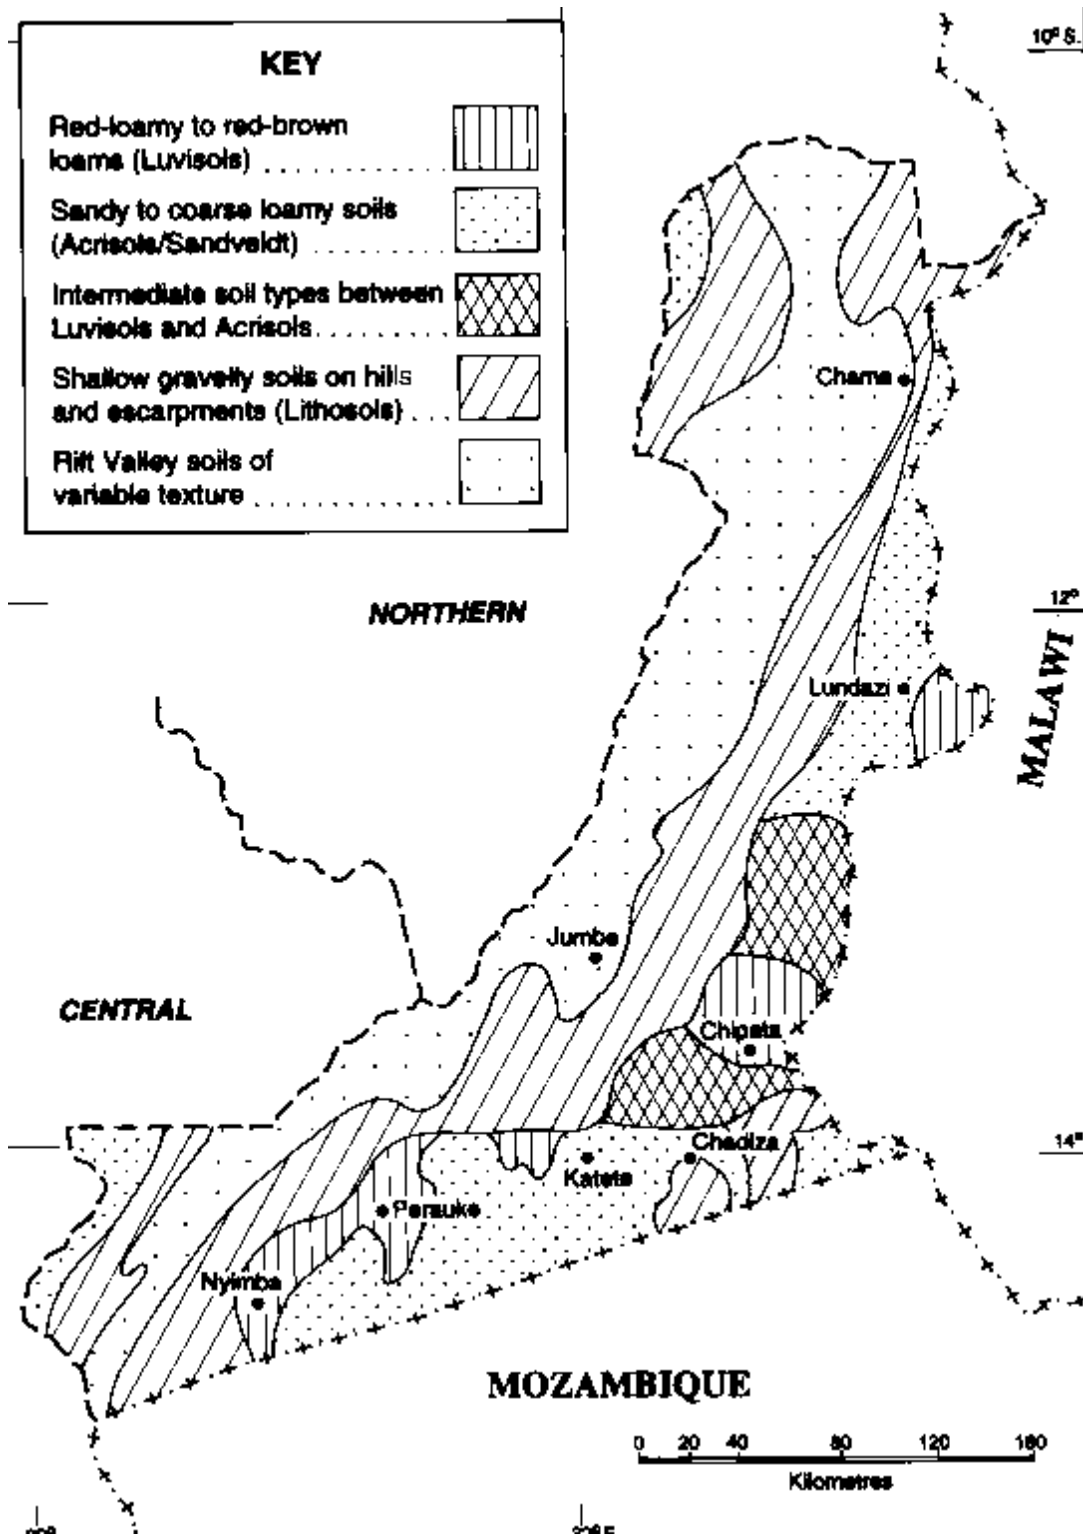 KEY
Red-loamy to red-brown
loams (Luvisols)
Sandy to coarse loamy soils
(Acrisols/Sandveldt)
Intermediate soil types between
Luvisols and Acrisols
Shallow gravelly soils on hills
and escarpments (Lithosols)
Rift Valley soils of
variable texture
10° S.
Chama
NORTHERN
12°
MALAWI
Lundazi
Jumbe
CENTRAL
Chipata
Chadiza
14°
Katete
Petauke
Nyimba
MOZAMBIQUE
0 20 40 80 120 160
Kilometres